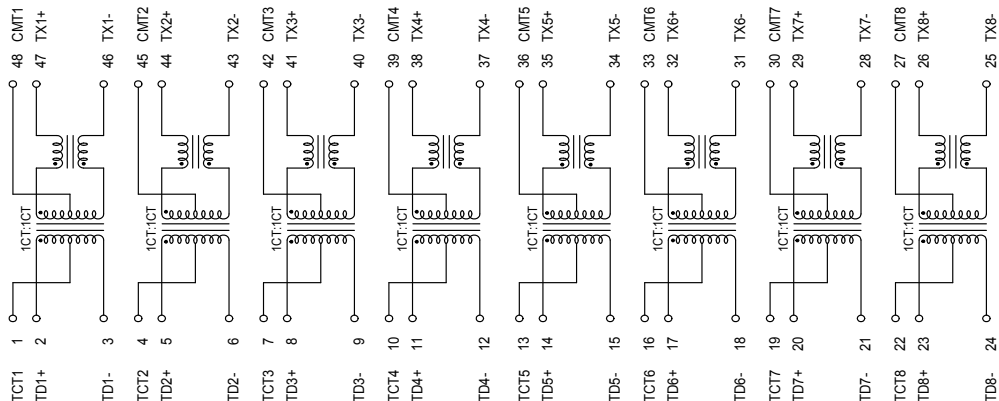 48 CMT1
47 TX1+
46 TX1-
45 CMT2
44 TX2+
43 TX2-
42 CMT3
41 TX3+
40 TX3-
39 CMT4
38 TX4+
37 TX4-
36 CMT5
35 TX5+
34 TX5-
33 CMT6
32 TX6+
31 TX6-
30 CMT7
29 TX7+
28 TX7-
27 CMT8
26 TX8+
25 TX8-
1CT:1CT
1CT:1CT
1CT:1CT
1CT:1CT
1CT:1CT
1CT:1CT
1CT:1CT
1CT:1CT
TCT1 1
TD1+ 2
TD1- 3
TCT2 4
TD2+ 5
TD2- 6
TCT3 7
TD3+ 8
TD3- 9
TCT4 10
TD4+ 11
TD4- 12
TCT5 13
TD5+ 14
TD5- 15
TCT6 16
TD6+ 17
TD6- 18
TCT7 19
TD7+ 20
TD7- 21
TCT8 22
TD8+ 23
TD8- 24